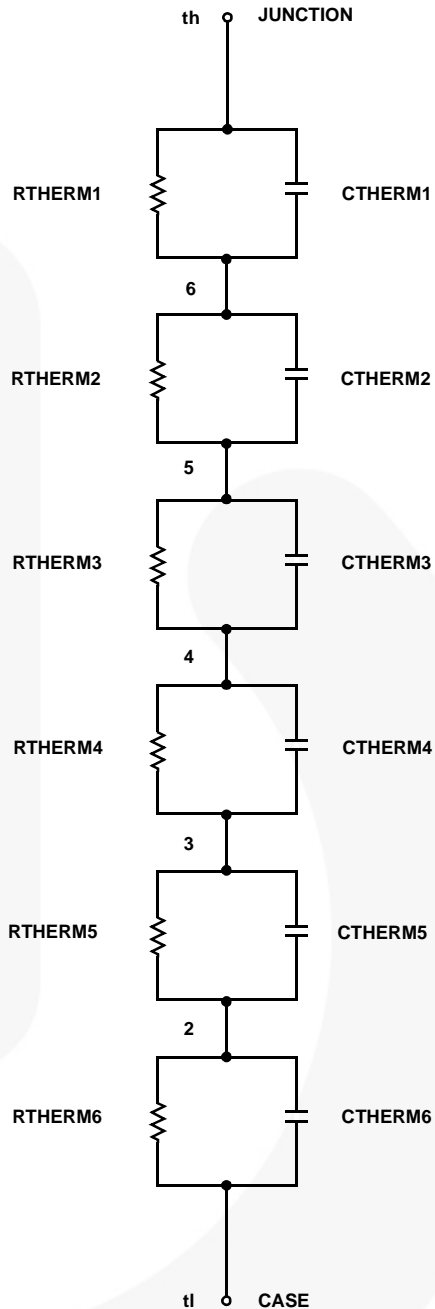 th JUNCTION
RTHERM1 CTHERM1
6
RTHERM2 CTHERM2
5
RTHERM3 CTHERM3
4
RTHERM4 CTHERM4
3
RTHERM5 CTHERM5
2
RTHERM6 CTHERM6
tl CASE